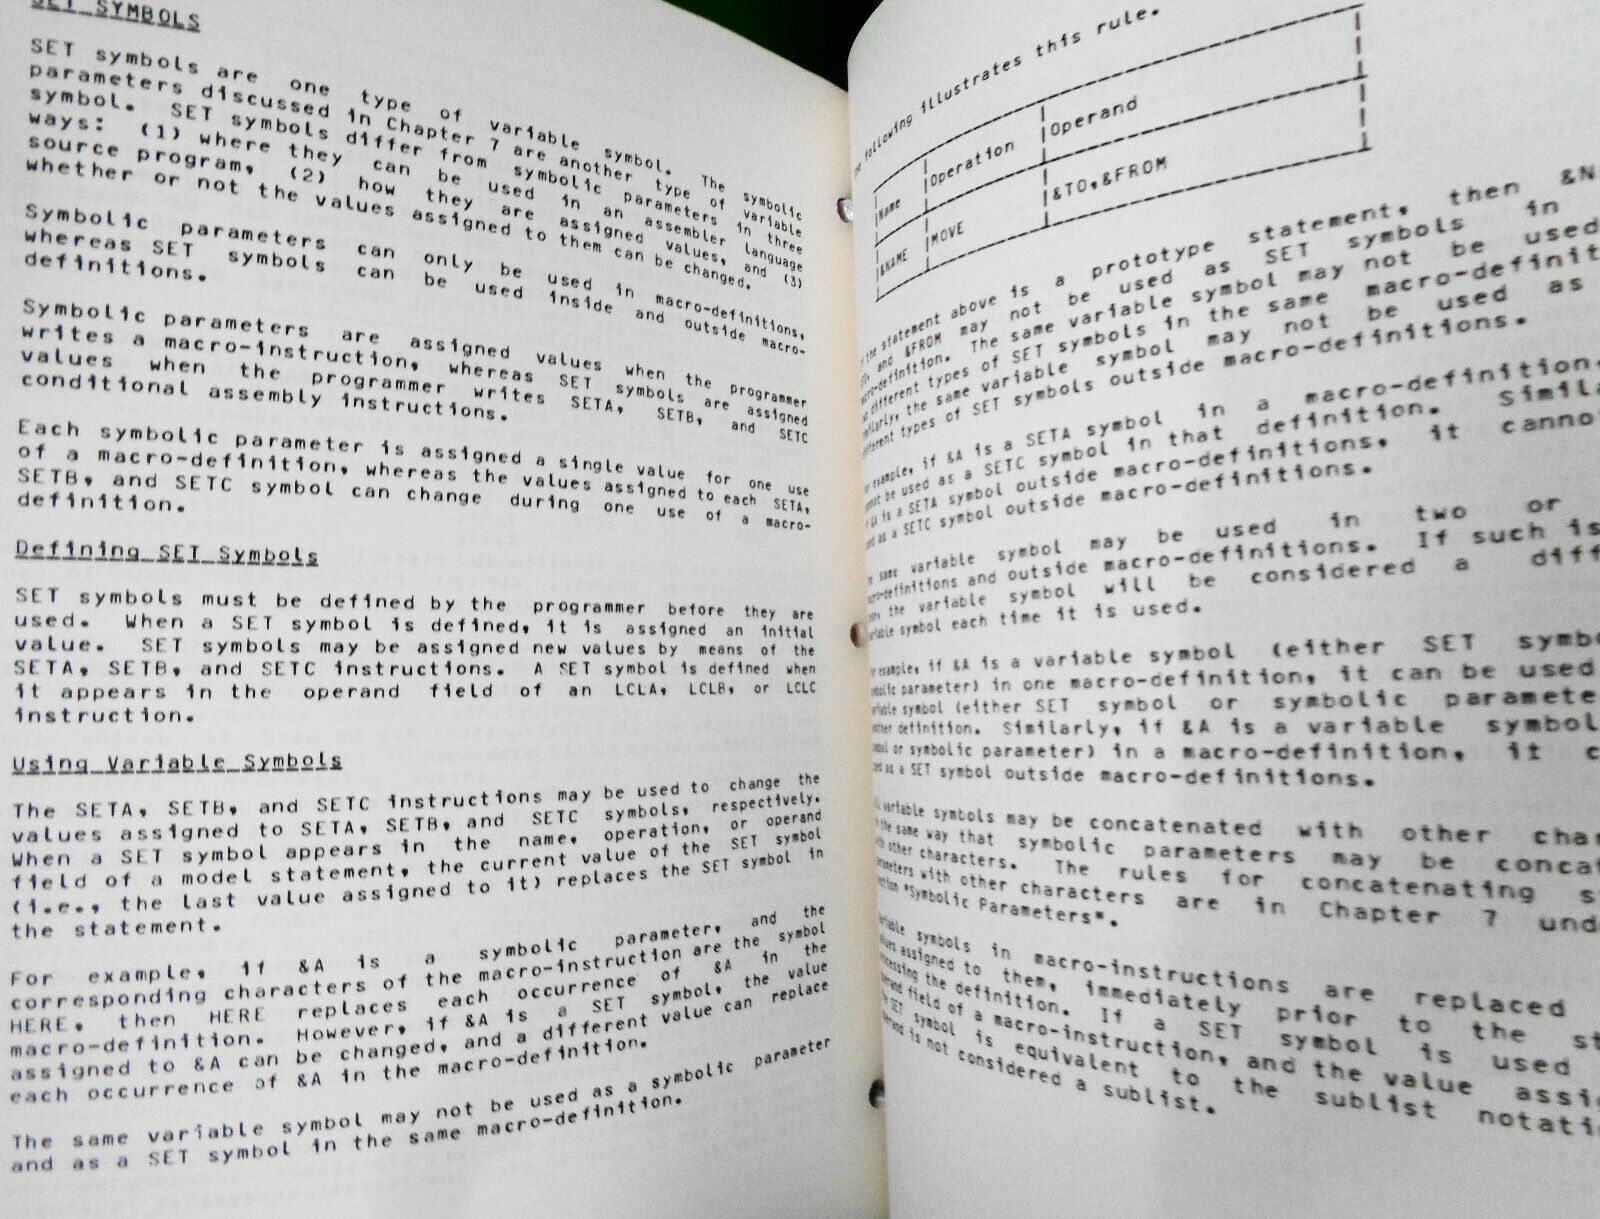 SET SYMBOLS
SET symbols are one type of variable symbol. The symbolic
parameters discussed in Chapter 7 are another type of variable
symbol. SET symbols differ from symbolic parameters in three
ways: (1) where they can be used in an assembler language
source program, (2) how they are assigned values, and (3)
whether or not the values assigned to them can be changed.
Symbolic parameters can only be used in macro-definitions,
whereas SET symbols can be used inside and outside macro-
definitions.
Symbolic parameters are assigned values when the programmer
writes a macro-instruction, whereas SET symbols are assigned
values when the programmer writes SETA, SETB, and SETC
conditional assembly instructions.
Each symbolic parameter is assigned a single value for one use
of a macro-definition, whereas the values assigned to each SETA,
SETB, and SETC symbol can change during one use of a macro-
definition.
Defining SET Symbols
SET symbols must be defined by the programmer before they are
used. When a SET symbol is defined, it is assigned an initial
value. SET symbols may be assigned new values by means of the
SETA, SETB, and SETC instructions. A SET symbol is defined when
it appears in the operand field of an LCLA, LCLB, or LCLC
instruction.
Using Variable Symbols
The SETA, SETB, and SETC instructions may be used to change the
values assigned to SETA, SETB, and SETC symbols, respectively.
When a SET symbol appears in the name, operation, or operand
field of a model statement, the current value of the SET symbol
(i.e., the last value assigned to it) replaces the SET symbol in
the statement.
For example, if &A is a symbolic parameter, and the
corresponding characters of the macro-instruction are the symbol
HERE, then HERE replaces each occurrence of &A in the
macro-definition. However, if &A is a SET symbol, the value
assigned to &A can be changed, and a different value can replace
each occurrence of &A in the macro-definition.
The same variable symbol may not be used as a symbolic parameter
and as a SET symbol in the same macro-definition.
following illustrates this rule.
Name Operation Operand
&NAME MOVE &TO,&FROM
the statement above is a prototype statement, then
and &FROM may not be used as SET symbols in
macro-definition. The same variable symbol may not be used
different types of SET symbols in the same
the same variable symbol may not be used as
different types of SET symbols outside macro-definitions.
example, if &A is a SETA symbol in a macro-definition,
be used as a SETC symbol in that definition.
&A is a SETA symbol outside macro-definitions, it
as a SETC symbol outside macro-definitions.
same variable symbol may be used in two or
and outside macro-definitions. If such is
the variable symbol will be considered a
variable symbol each time it is used.
example, if &A is a variable symbol (either SET
parameter) in one macro-definition, it can be used
symbol (either SET symbol or symbolic
definition. Similarly, if &A is a variable symbol
or symbolic parameter) in a macro-definition, it
as a SET symbol outside macro-definitions.
variable symbols may be concatenated with other
the same way that symbolic parameters may be
other characters. The rules for concatenating
with other characters are in Chapter 7
"Symbolic Parameters".
symbols in macro-instructions are replaced
assigned to them, immediately prior to the
the definition. If a SET symbol is used
field of a macro-instruction, and the value
SET symbol is equivalent to the sublist
is not considered a sublist.